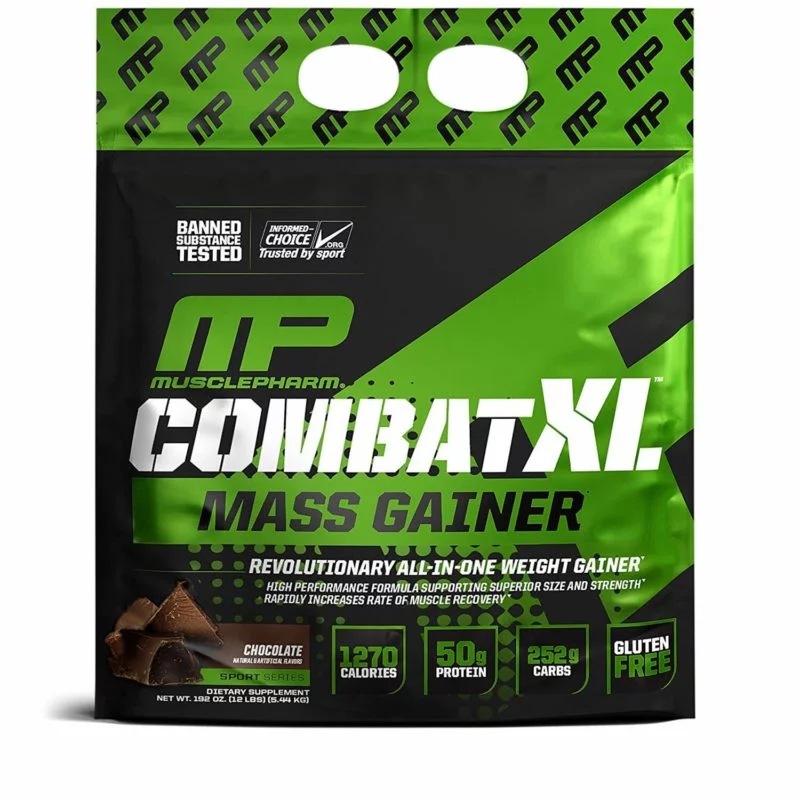 BANNED
SUBSTANCE
TESTED
INFORMED-
CHOICE
.ORG
Trusted by sport
MP
MUSCLEPHARM®
COMBAT XL™
MASS GAINER
REVOLUTIONARY ALL-IN-ONE WEIGHT GAINER
HIGH PERFORMANCE FORMULA SUPPORTING SUPERIOR SIZE AND STRENGTH
RAPIDLY INCREASES RATE OF MUSCLE RECOVERY
CHOCOLATE
NATURAL & ARTIFICIAL FLAVORS
SPORT SERIES
DIETARY SUPPLEMENT
NET WT. 192 OZ. (12 LBS) (5.44 KG)
1270
CALORIES
50g
PROTEIN
252g
CARBS
GLUTEN
FREE